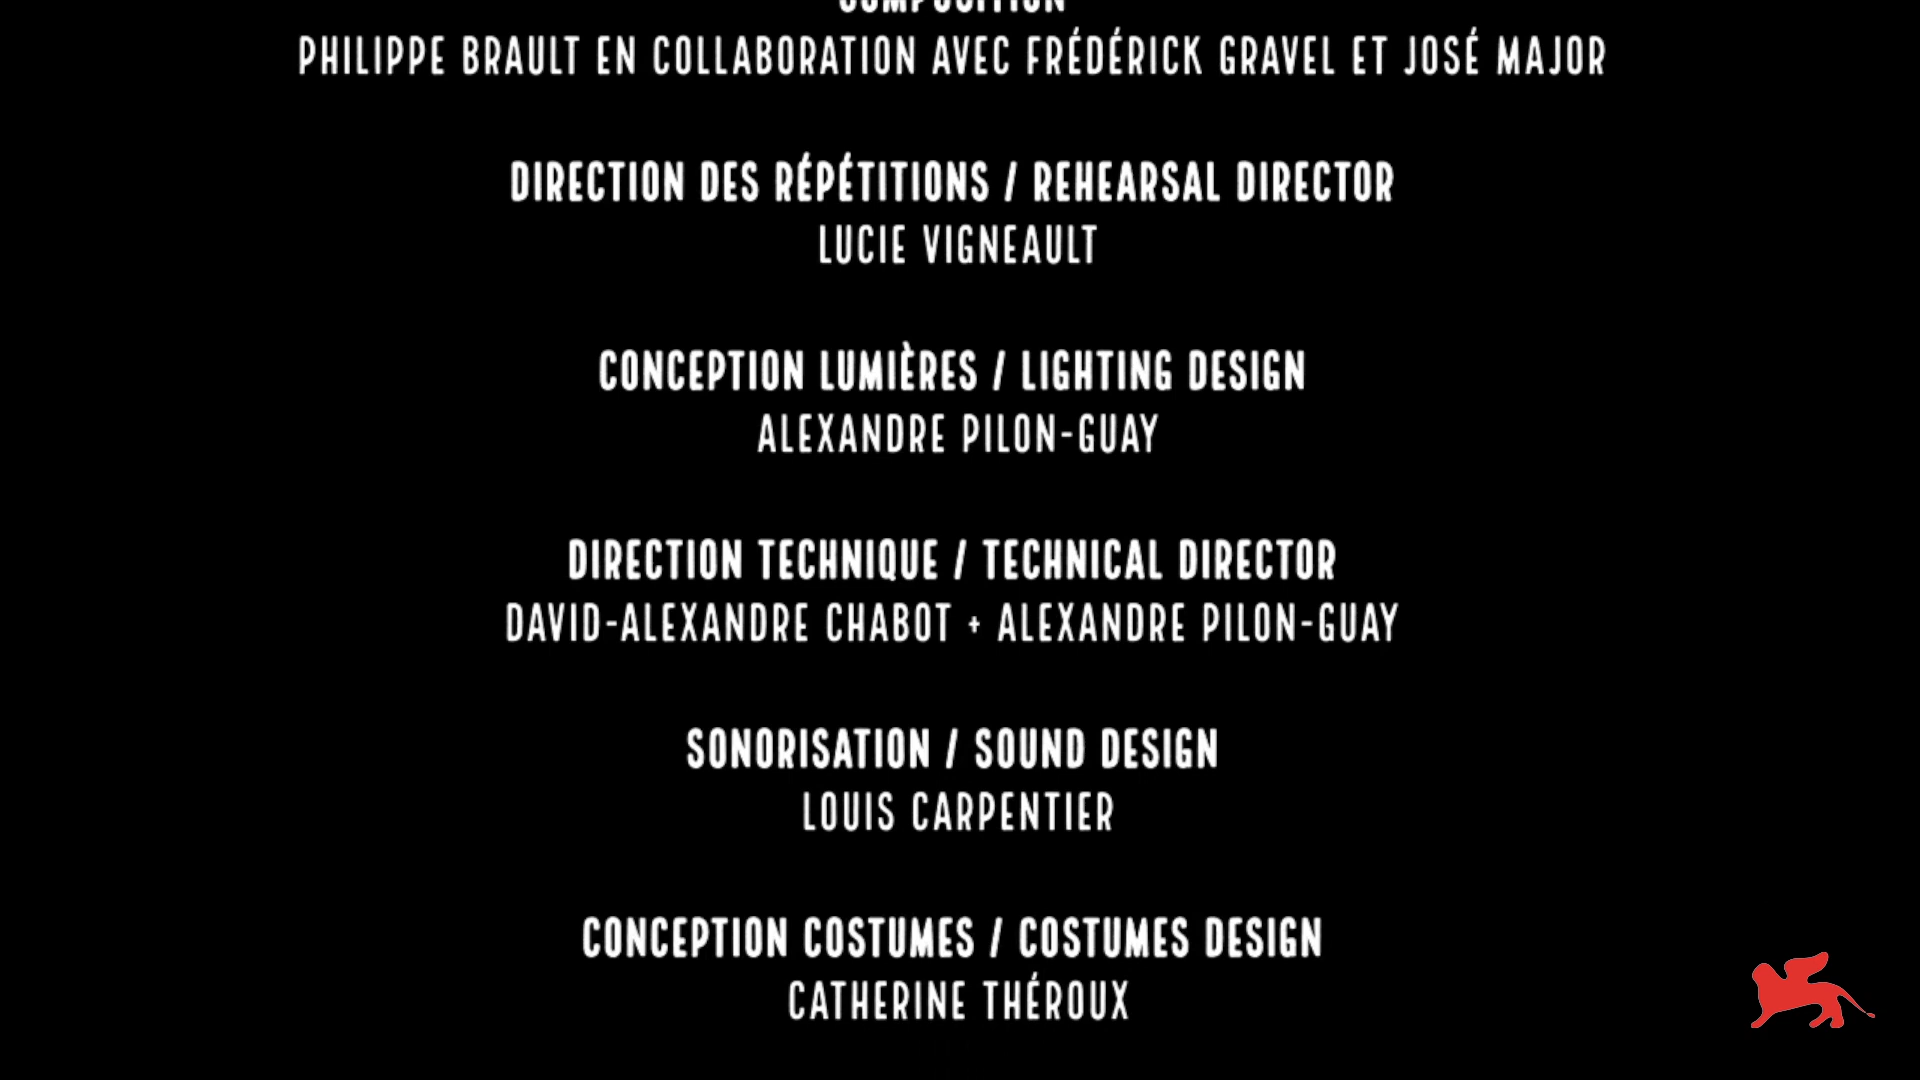 COMPOSITION
PHILIPPE BRAULT EN COLLABORATION AVEC FRÉDÉRICK GRAVEL ET JOSÉ MAJOR
DIRECTION DES RÉPÉTITIONS / REHEARSAL DIRECTOR
LUCIE VIGNEAULT
CONCEPTION LUMIÈRES / LIGHTING DESIGN
ALEXANDRE PILON-GUAY
DIRECTION TECHNIQUE / TECHNICAL DIRECTOR
DAVID-ALEXANDRE CHABOT + ALEXANDRE PILON-GUAY
SONORISATION / SOUND DESIGN
LOUIS CARPENTIER
CONCEPTION COSTUMES / COSTUMES DESIGN
CATHERINE THÉROUX